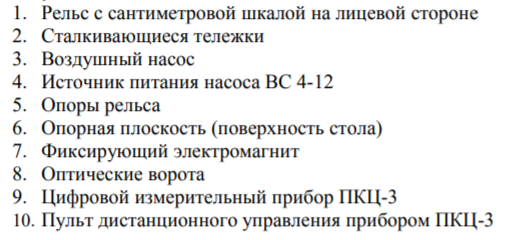 1. Рельс с сантиметровой шкалой на лицевой стороне
2. Сталкивающиеся тележки
3. Воздушный насос
4. Источник питания насоса ВС 4-12
5. Опоры рельса
6. Опорная плоскость (поверхность стола)
7. Фиксирующий электромагнит
8. Оптические ворота
9. Цифровой измерительный прибор ПКЦ-3
10. Пульт дистанционного управления прибором ПКЦ-3